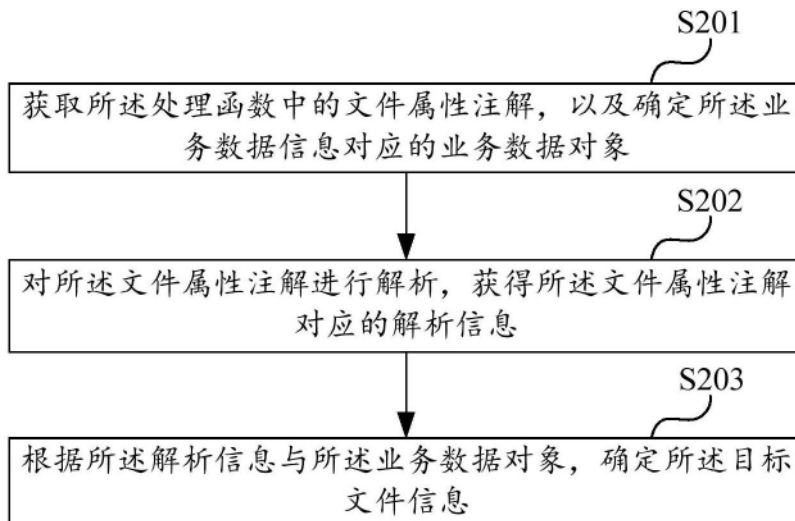 S201
获取所述处理函数中的文件属性注解，以及确定所述业
务数据信息对应的业务数据对象
S202
对所述文件属性注解进行解析，获得所述文件属性注解
对应的解析信息
S203
根据所述解析信息与所述业务数据对象，确定所述目标
文件信息